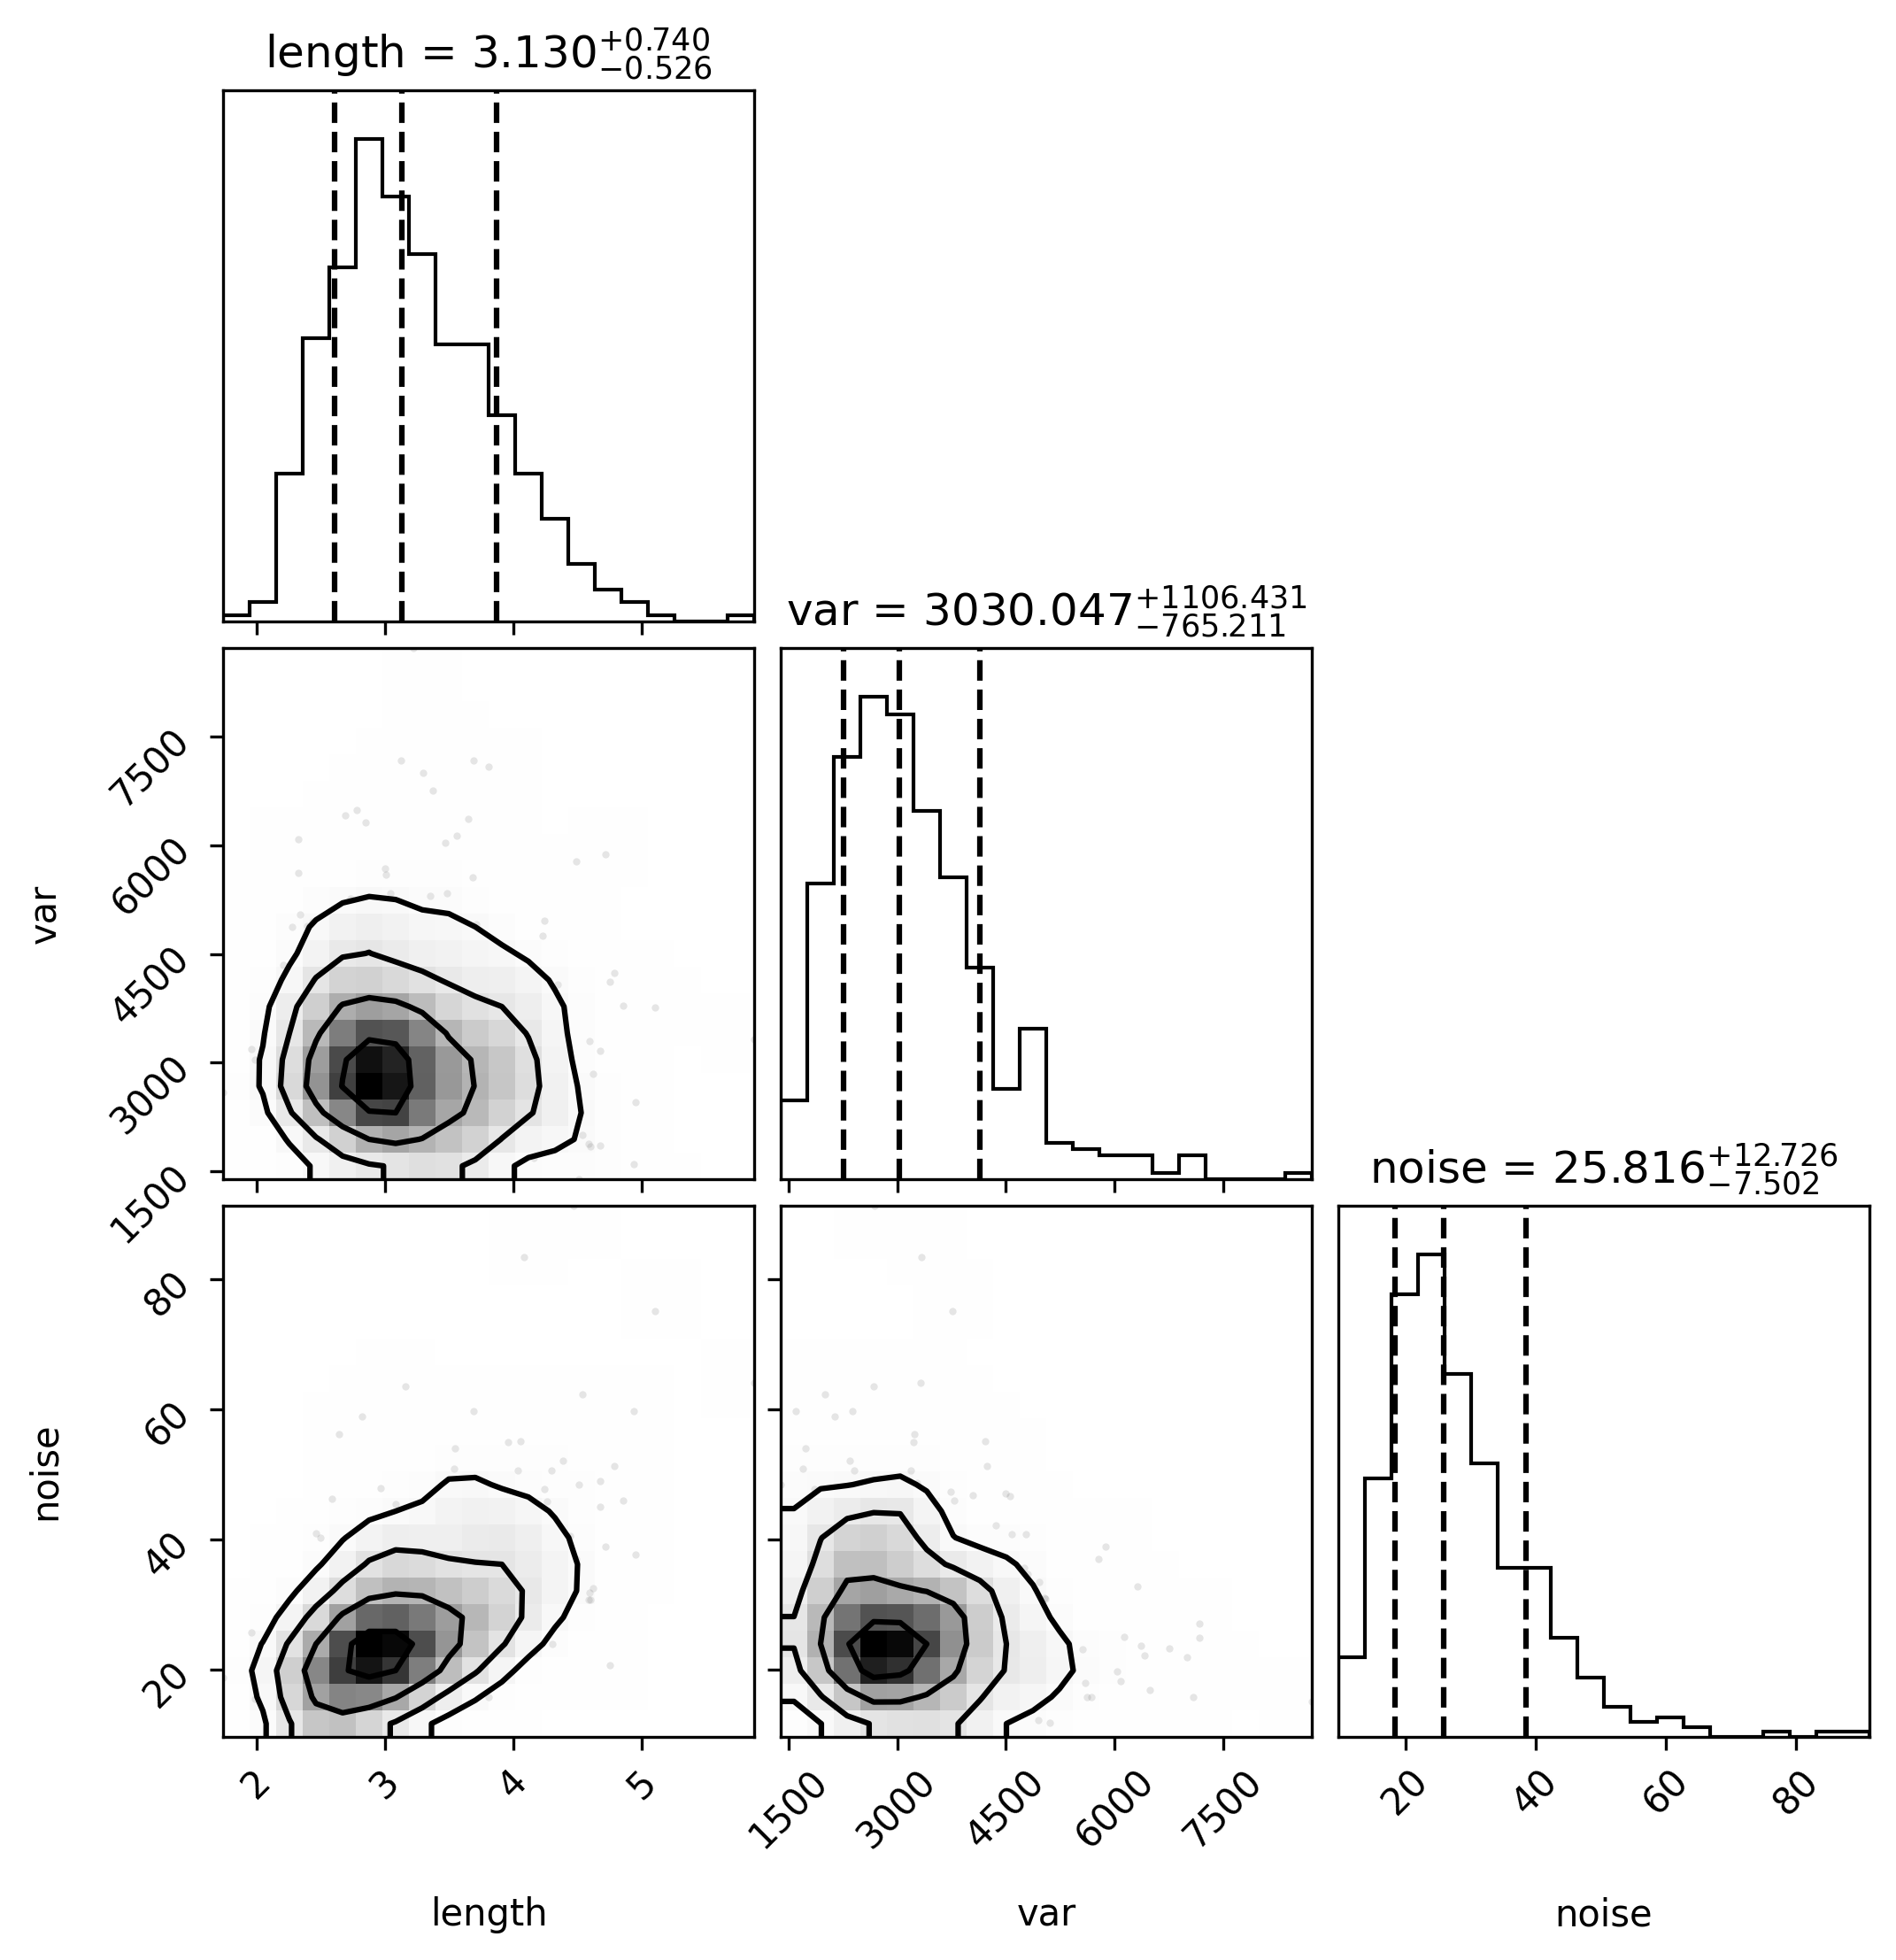 length = 3.130+0.740 −0.526
var = 3030.047+1106.431 −765.211
7500
6000
var
4500
3000
1500
noise = 25.816+12.726 −7.502
80
60
noise
40
20
2 3 4 5 1500 3000 4500 6000 7500 20 40 60 80
length var noise